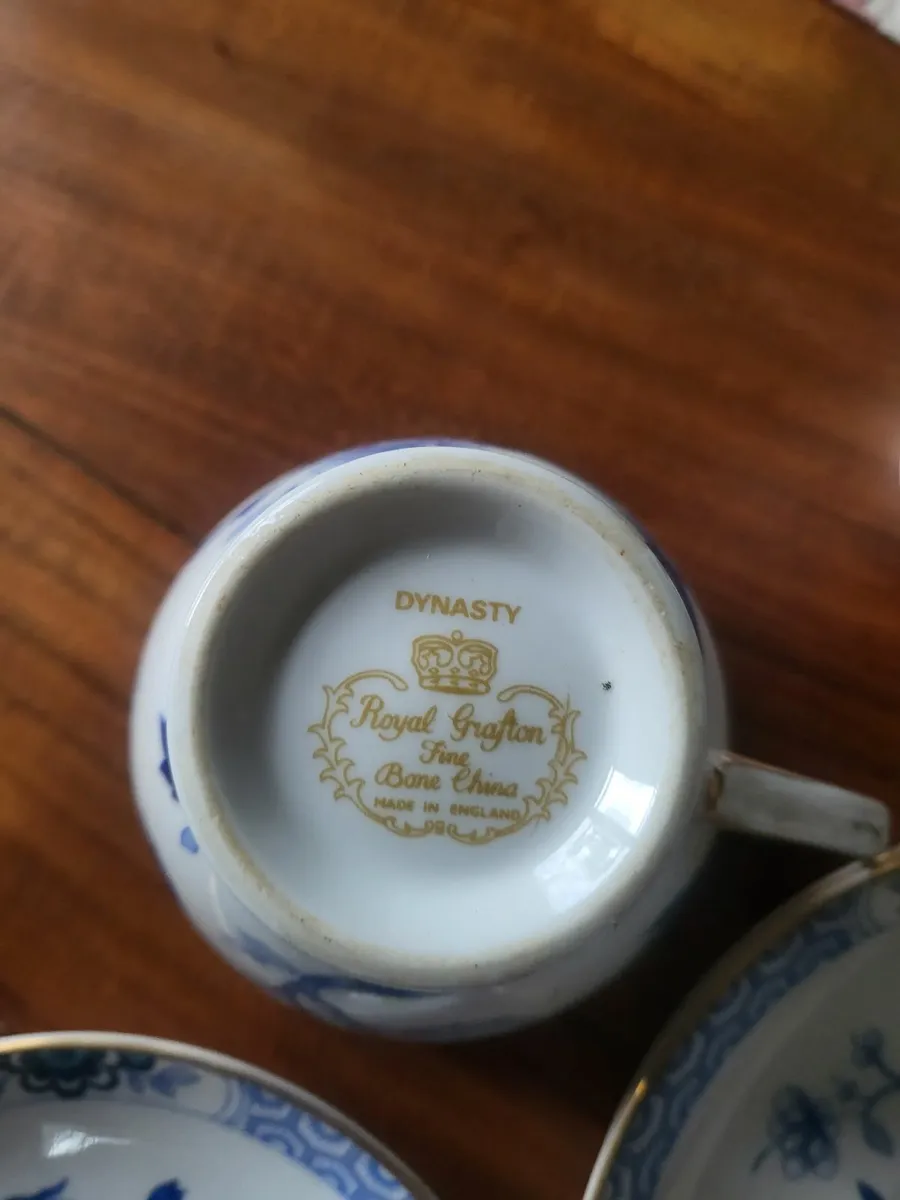 DYNASTY
Royal Grafton
Fine
Bone China
MADE IN ENGLAND